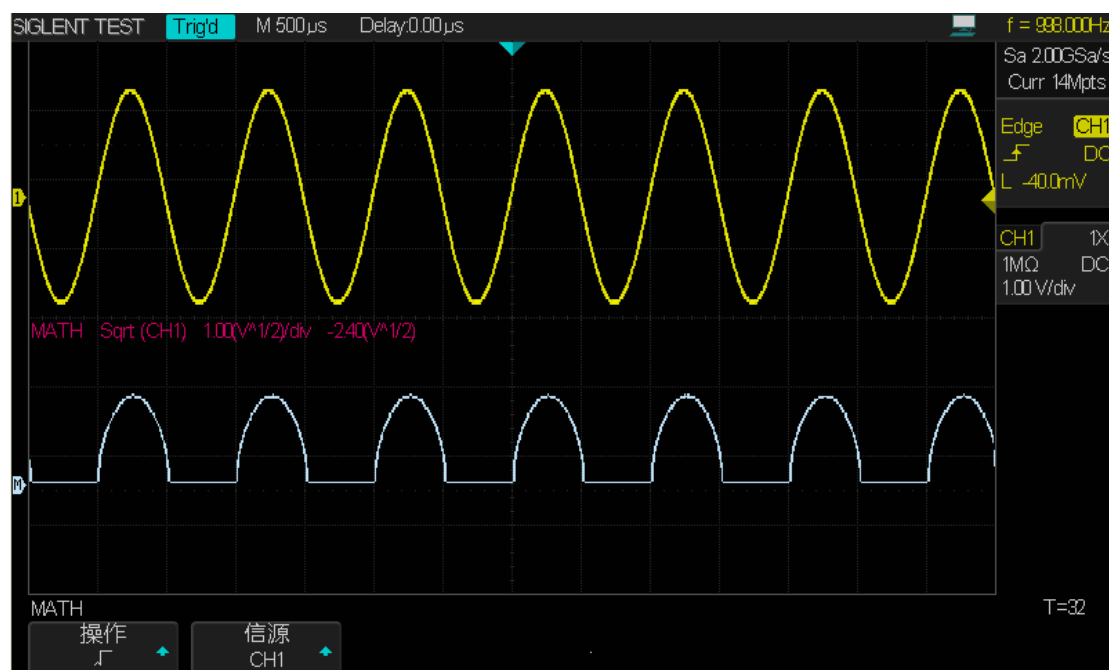 SIGLENT TEST Trig'd M 500µs Delay:0.00µs f = 998.000Hz
Sa 2.00GSa/s
Curr 14Mpts
Edge CH1
DC
L -40.0mV
1
CH1 1X
1MΩ DC
1.00 V/div
MATH Sqrt (CH1) 1.00(V^1/2)/div -2.40(V^1/2)
M
MATH T=32
操作 信源
CH1